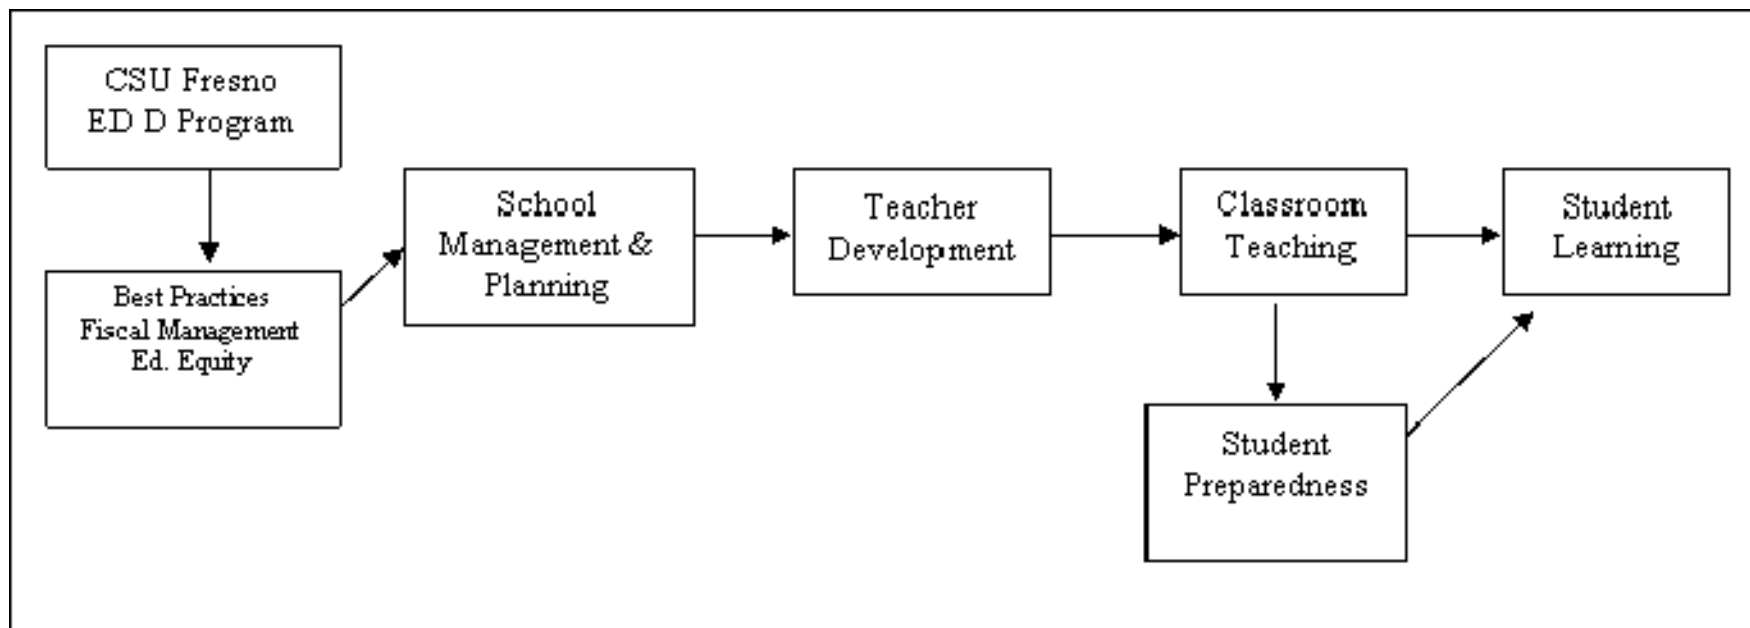 CSU Fresno
ED D Program
Best Practices
Fiscal Management
Ed. Equity
School
Management &
Planning
Teacher
Development
Classroom
Teaching
Student
Learning
Student
Preparedness